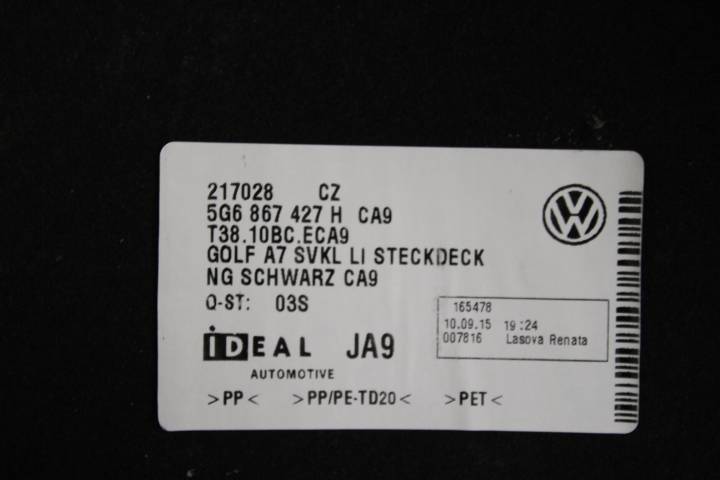 217028 CZ
5G6 867 427 H CA9
T38.10BC.ECA9
GOLF A7 SVKL LI STECKDECK
NG SCHWARZ CA9
Q-ST: 03S
165478
10.09.15 19:24
007816 Lasova Renata
iDEAL JA9
AUTOMOTIVE
>PP< >PP/PE-TD20< >PET<